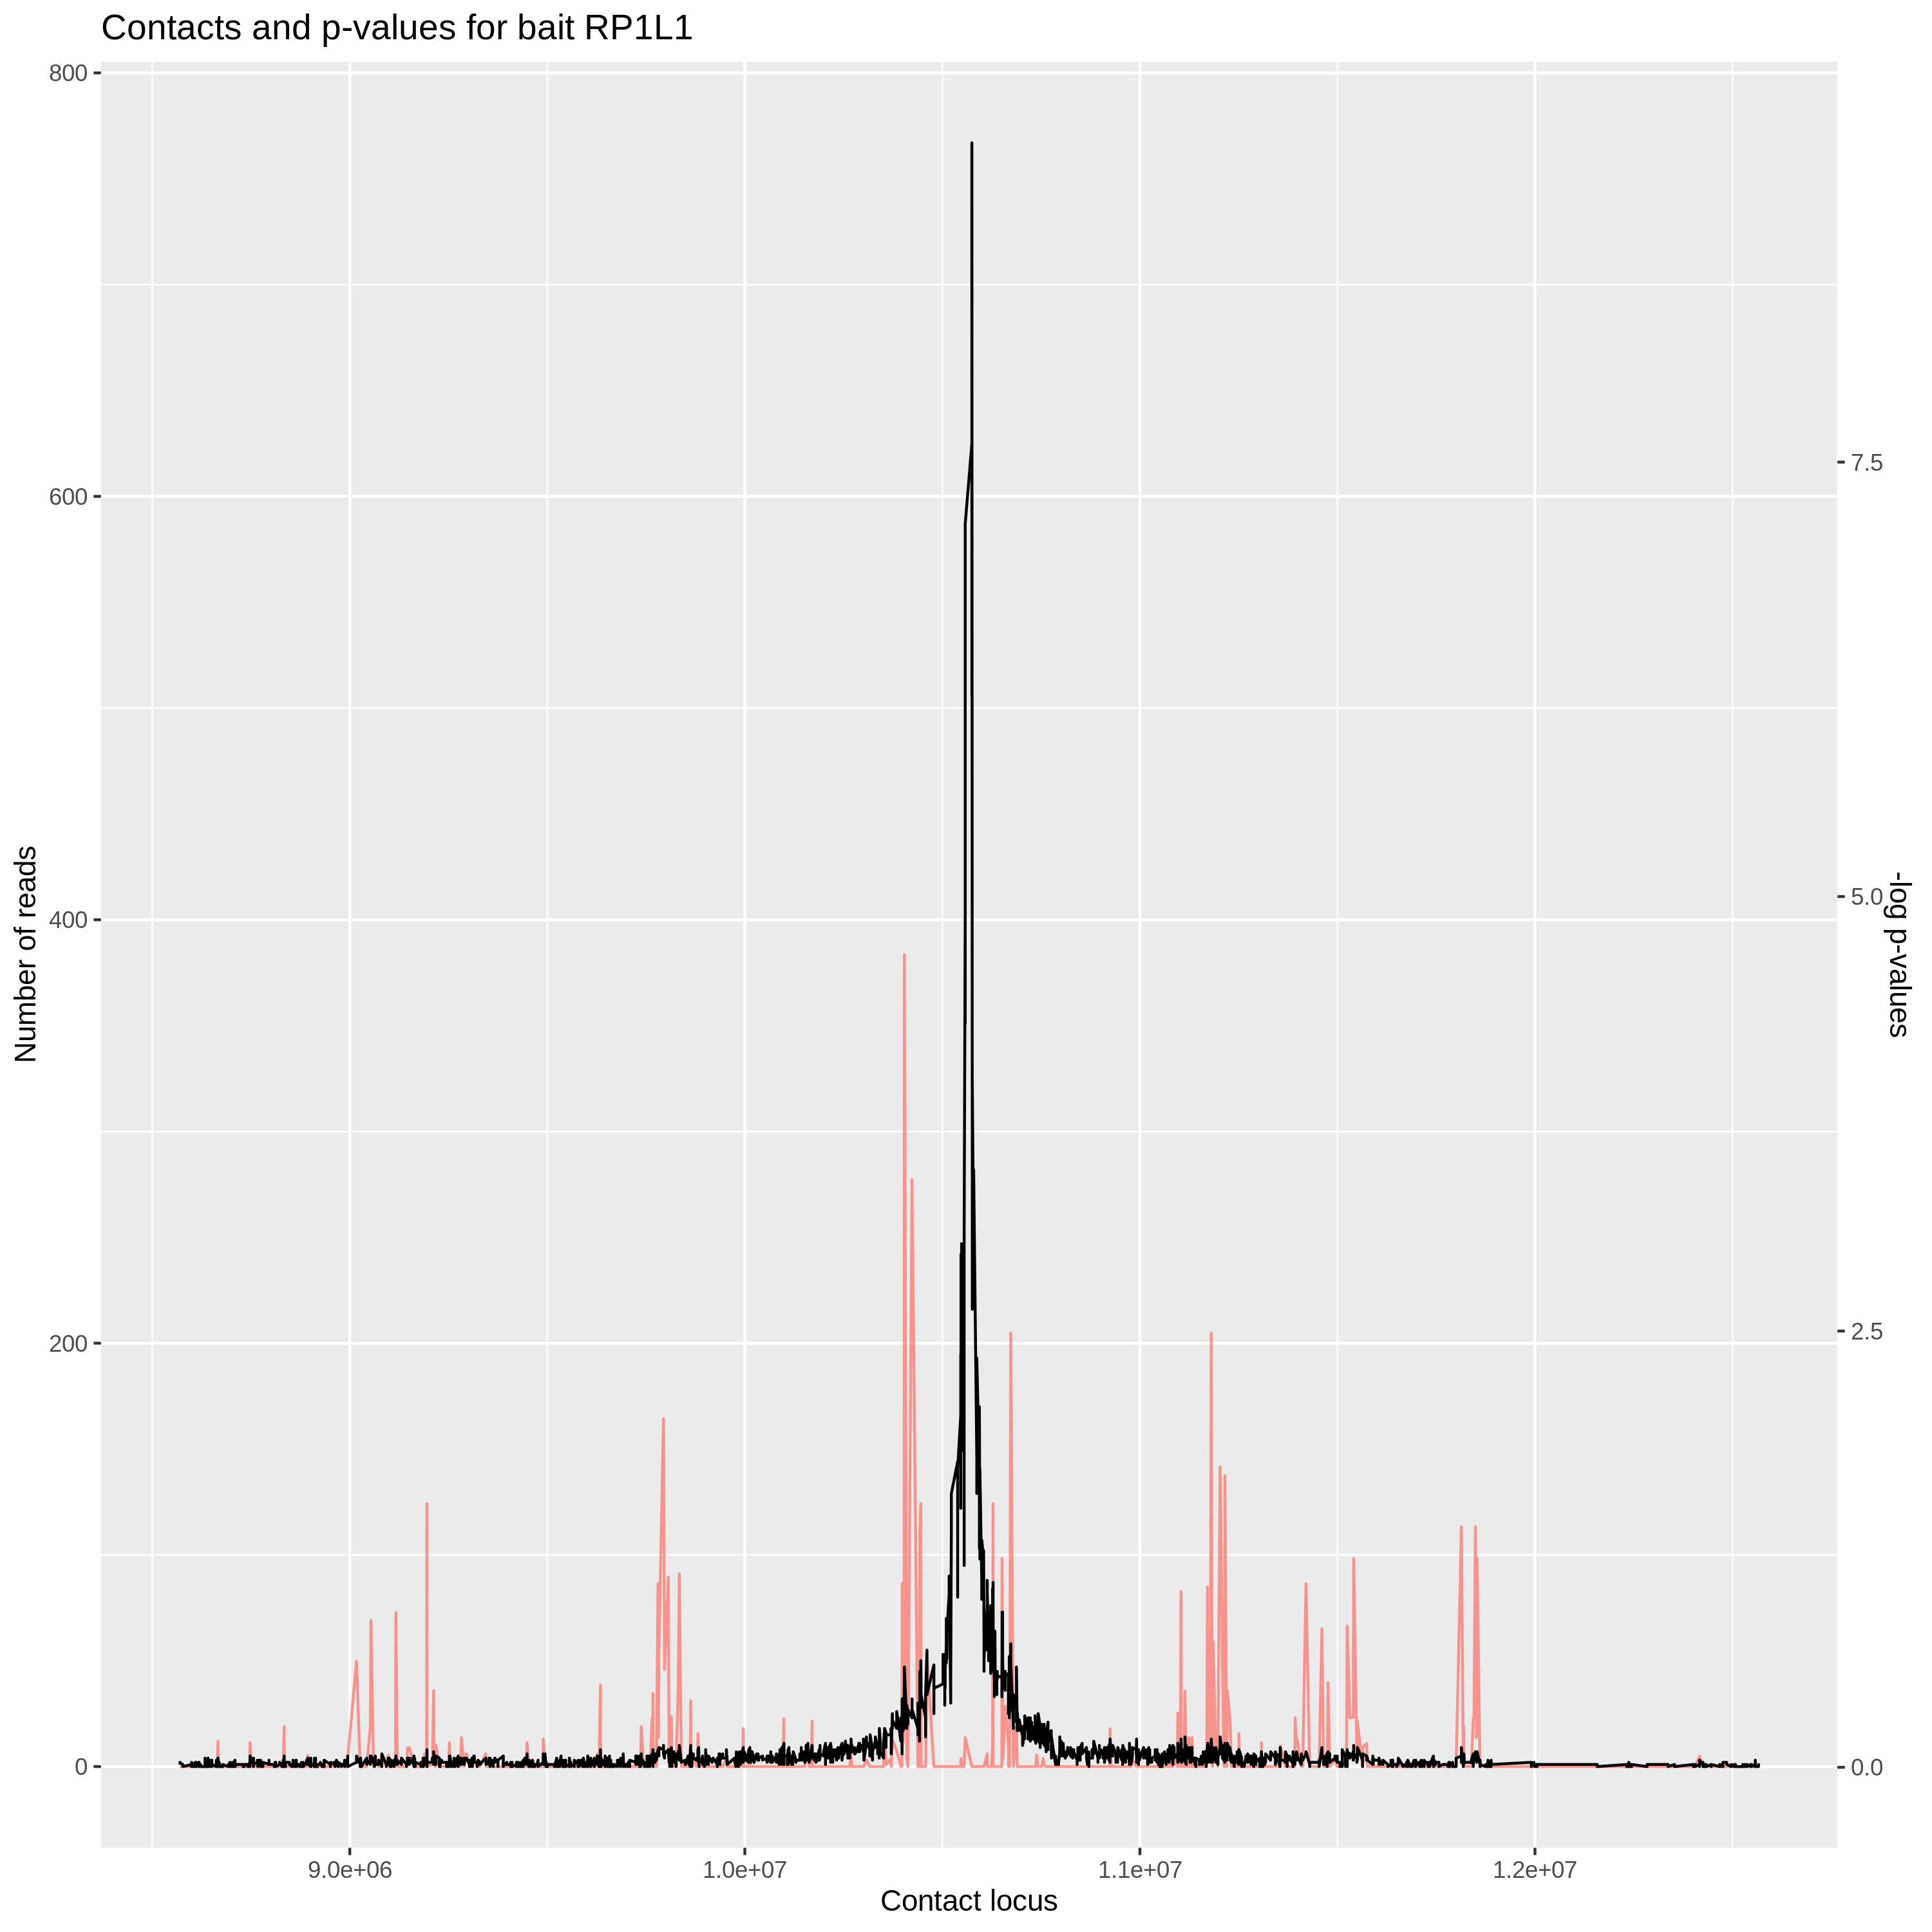 Contacts and p-values for bait RP1L1
800
600
400
200
0
Number of reads
7.5
5.0
2.5
0.0
-log p-values
9.0e+06
1.0e+07
1.1e+07
1.2e+07
Contact locus